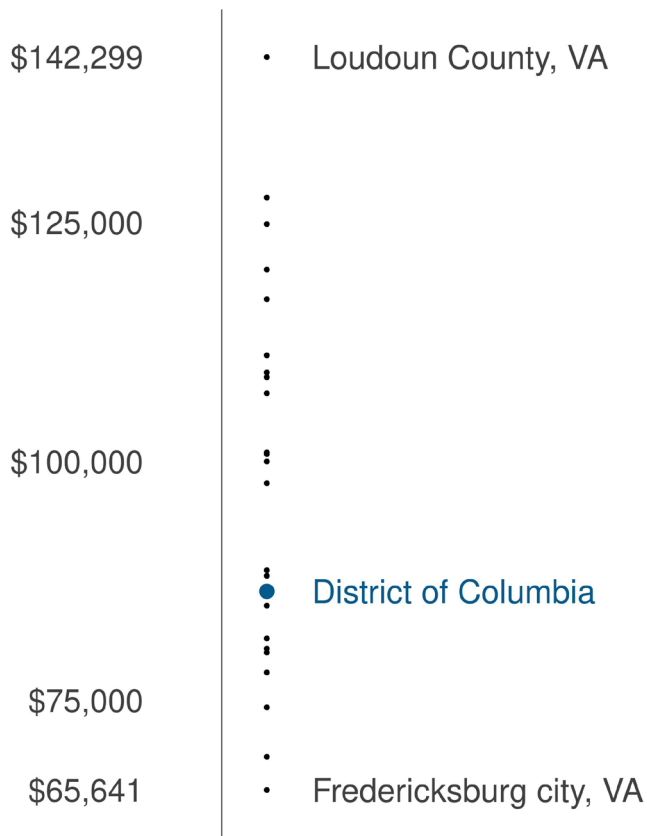 $142,299 Loudoun County, VA
$125,000
$100,000
District of Columbia
$75,000
$65,641 Fredericksburg city, VA